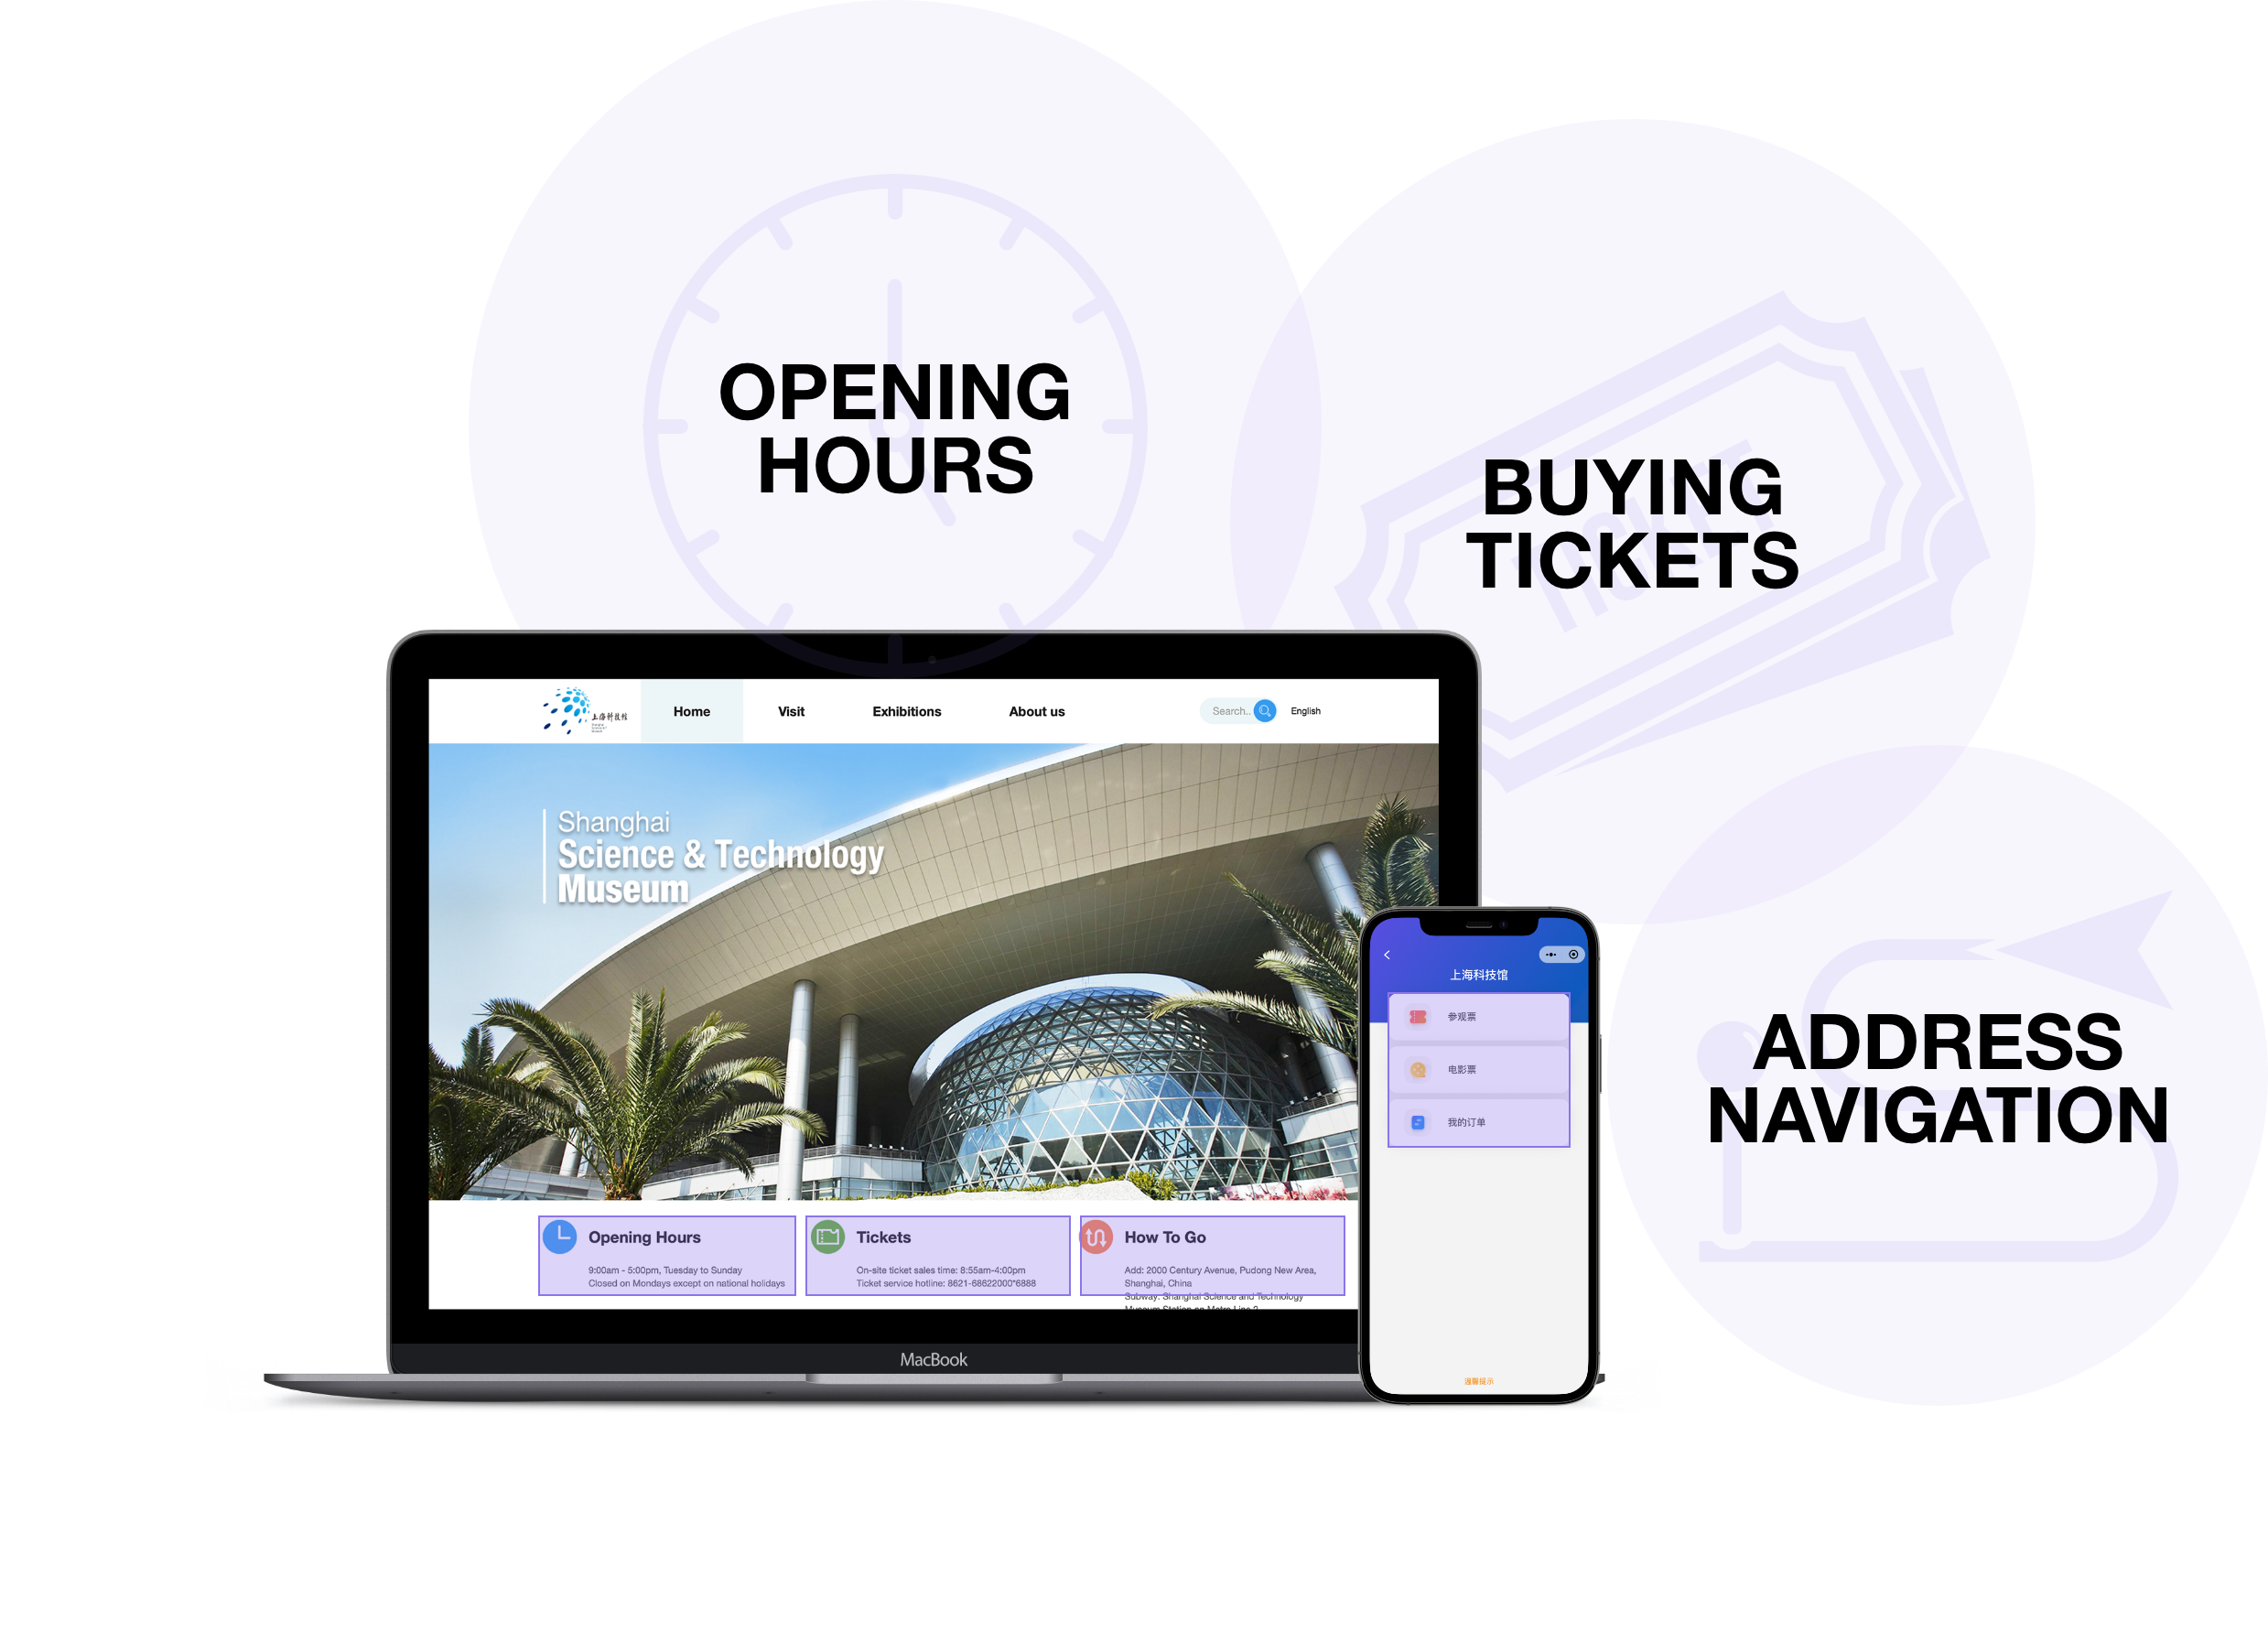 OPENING
HOURS
BUYING
TICKETS
TICKET
ADDRESS
NAVIGATION
上海科技馆
Home
Visit
Exhibitions
About us
Search..
English
Shanghai
Science & Technology
Museum
Opening Hours
9:00am - 5:00pm, Tuesday to Sunday
Closed on Mondays except on national holidays
Tickets
On-site ticket sales time: 8:55am-4:00pm
Ticket service hotline: 8621-68622000*6888
How To Go
Add: 2000 Century Avenue, Pudong New Area,
Shanghai, China
Subway: Shanghai Science and Technology
Museum Station on Metro Line 2
MacBook
上海科技馆
参观票
电影票
我的订单
温馨提示